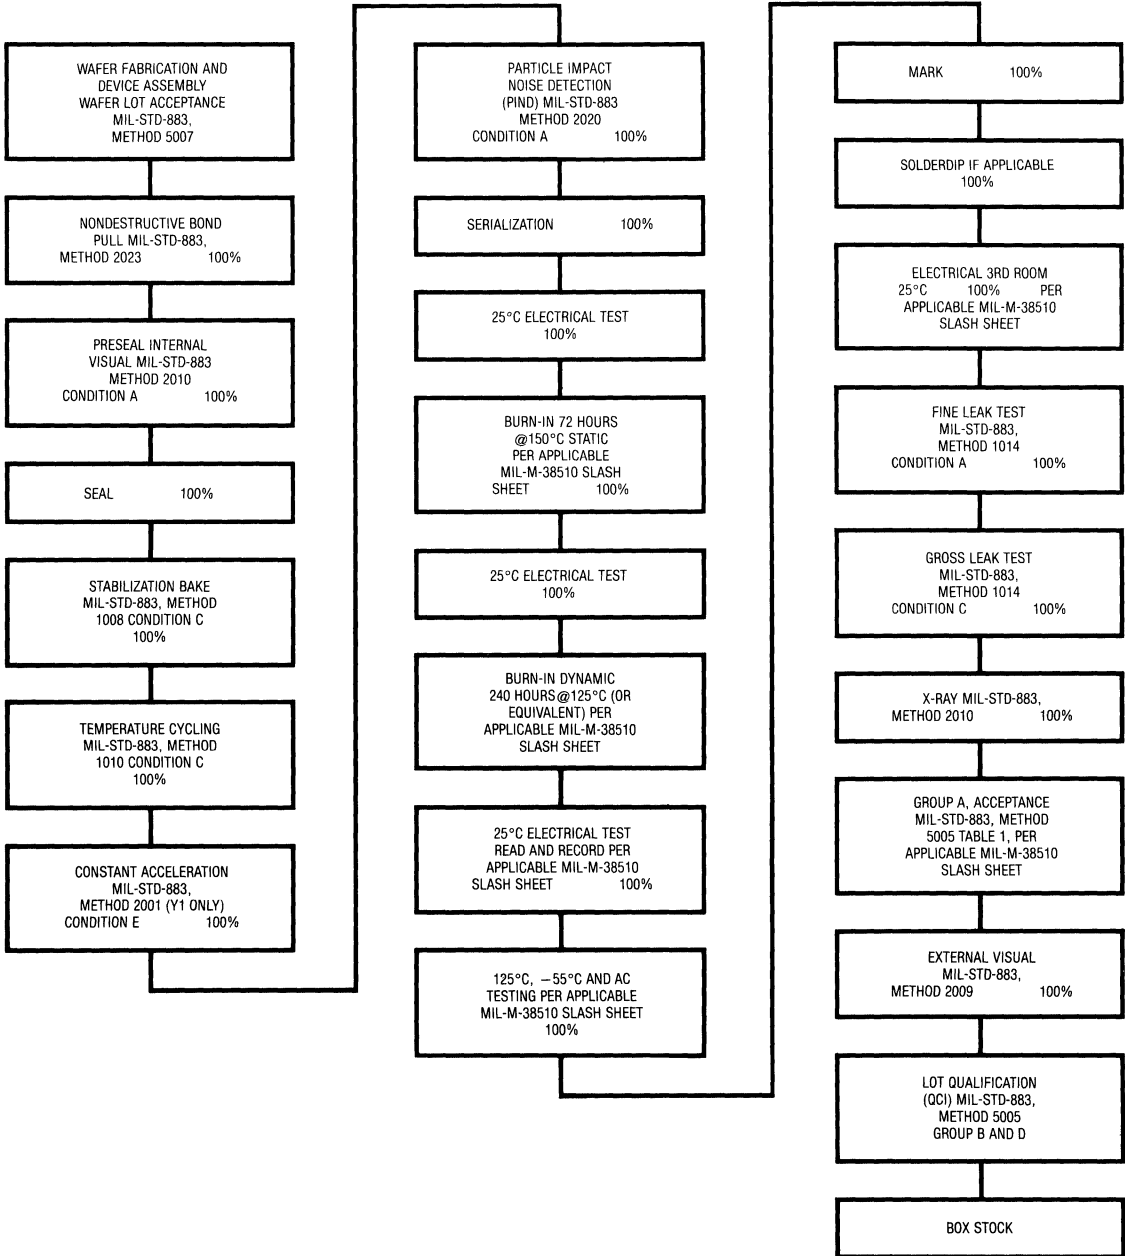 WAFER FABRICATION AND
DEVICE ASSEMBLY
WAFER LOT ACCEPTANCE
MIL-STD-883,
METHOD 5007
NONDESTRUCTIVE BOND
PULL MIL-STD-883,
METHOD 2023 100%
PRESEAL INTERNAL
VISUAL MIL-STD-883
METHOD 2010
CONDITION A 100%
SEAL 100%
STABILIZATION BAKE
MIL-STD-883, METHOD
1008 CONDITION C
100%
TEMPERATURE CYCLING
MIL-STD-883, METHOD
1010 CONDITION C
100%
CONSTANT ACCELERATION
MIL-STD-883,
METHOD 2001 (Y1 ONLY)
CONDITION E 100%
PARTICLE IMPACT
NOISE DETECTION
(PIND) MIL-STD-883
METHOD 2020
CONDITION A 100%
SERIALIZATION 100%
25°C ELECTRICAL TEST
100%
BURN-IN 72 HOURS
@150°C STATIC
PER APPLICABLE
MIL-M-38510 SLASH
SHEET 100%
25°C ELECTRICAL TEST
100%
BURN-IN DYNAMIC
240 HOURS@125°C (OR
EQUIVALENT) PER
APPLICABLE MIL-M-38510
SLASH SHEET
25°C ELECTRICAL TEST
READ AND RECORD PER
APPLICABLE MIL-M-38510
SLASH SHEET 100%
125°C, −55°C AND AC
TESTING PER APPLICABLE
MIL-M-38510 SLASH SHEET
100%
MARK 100%
SOLDERDIP IF APPLICABLE
100%
ELECTRICAL 3RD ROOM
25°C 100% PER
APPLICABLE MIL-M-38510
SLASH SHEET
FINE LEAK TEST
MIL-STD-883,
METHOD 1014
CONDITION A 100%
GROSS LEAK TEST
MIL-STD-883,
METHOD 1014
CONDITION C 100%
X-RAY MIL-STD-883,
METHOD 2010 100%
GROUP A, ACCEPTANCE
MIL-STD-883, METHOD
5005 TABLE 1, PER
APPLICABLE MIL-M-38510
SLASH SHEET
EXTERNAL VISUAL
MIL-STD-883,
METHOD 2009 100%
LOT QUALIFICATION
(QCI) MIL-STD-883,
METHOD 5005
GROUP B AND D
BOX STOCK